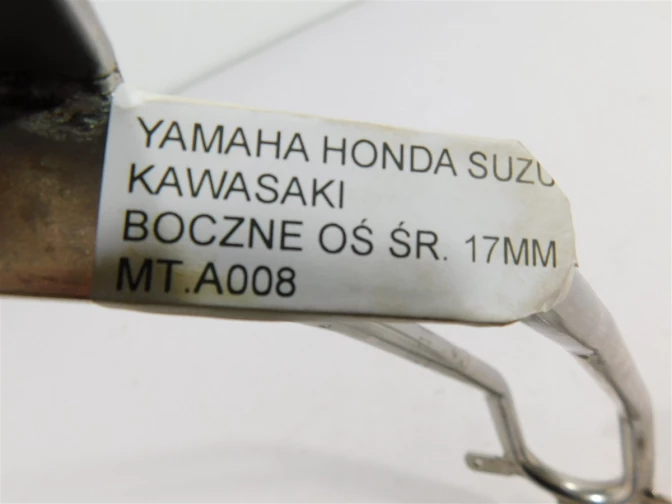 YAMAHA HONDA SUZU
KAWASAKI
BOCZNE OŚ ŚR. 17MM
MT.A008